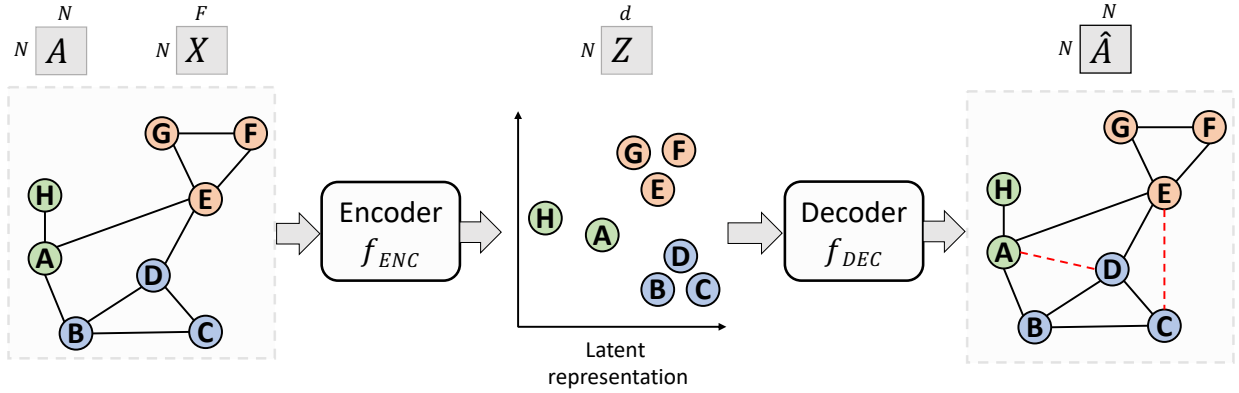 N F d N
N A N X N Z N Â
G F
H E
A D
B C
Encoder
f_ENC
G F
E
H A
D
B C
Latent
representation
Decoder
f_DEC
G F
H E
A D
B C